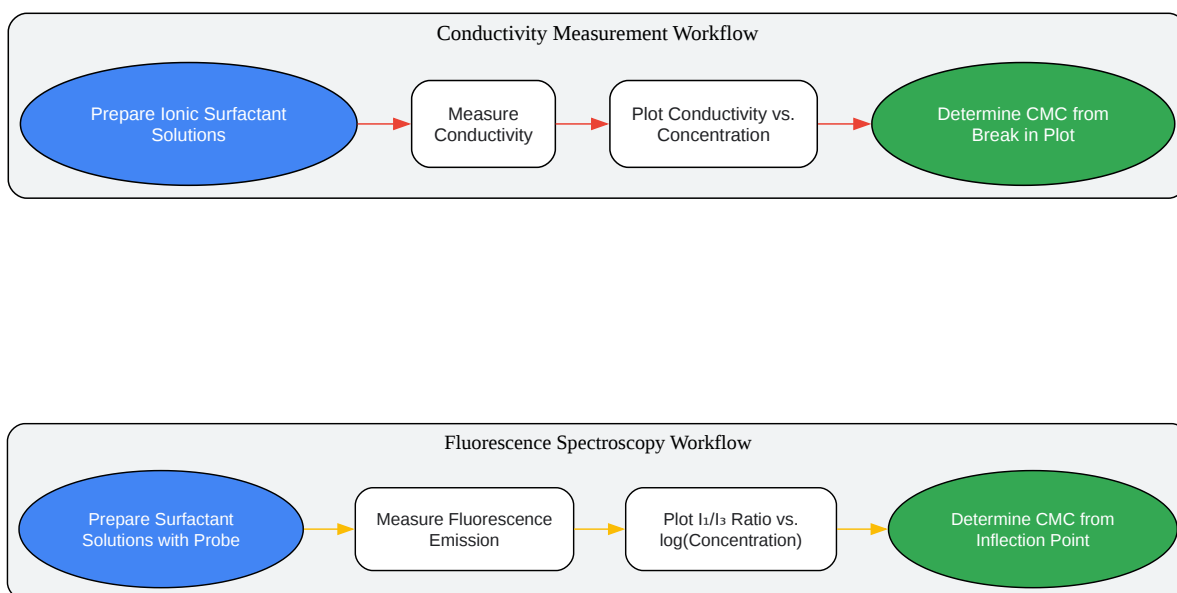 Conductivity Measurement Workflow
Prepare Ionic Surfactant
Solutions
Measure
Conductivity
Plot Conductivity vs.
Concentration
Determine CMC from
Break in Plot
Fluorescence Spectroscopy Workflow
Prepare Surfactant
Solutions with Probe
Measure Fluorescence
Emission
Plot I₁/I₃ Ratio vs.
log(Concentration)
Determine CMC from
Inflection Point